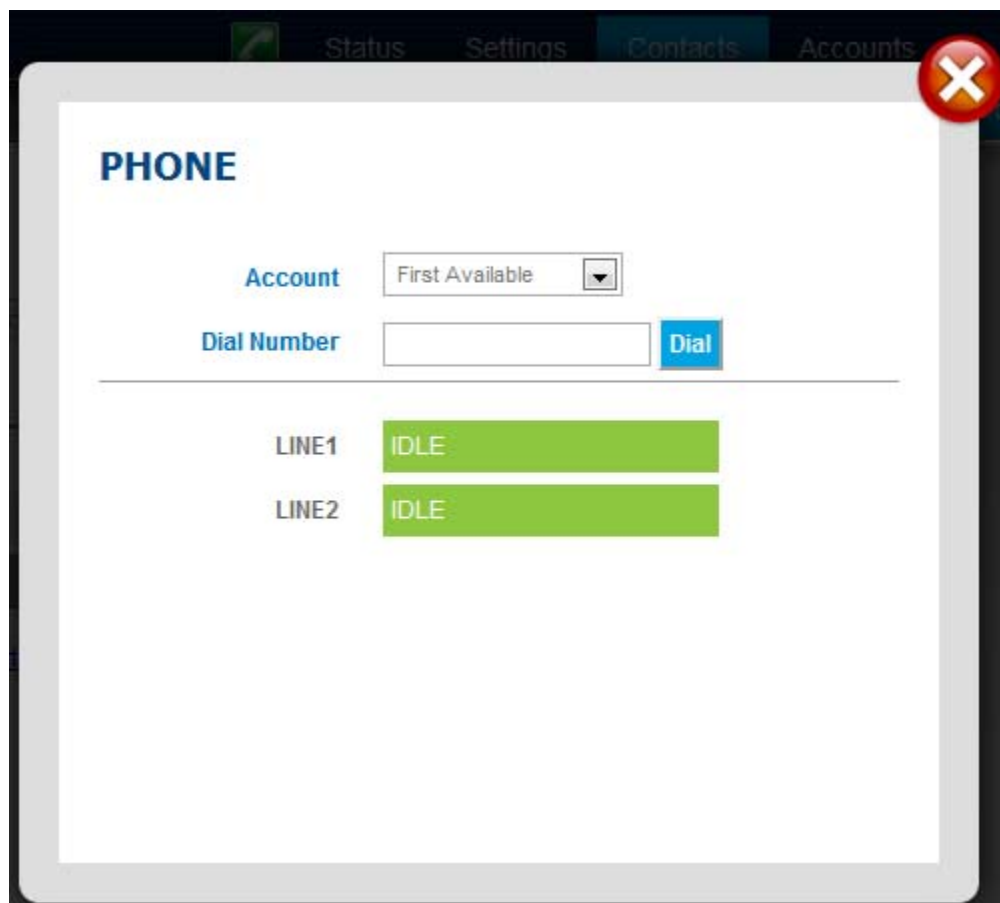 Status Settings Contacts Accounts
PHONE
Account First Available
Dial Number Dial
LINE1 IDLE
LINE2 IDLE